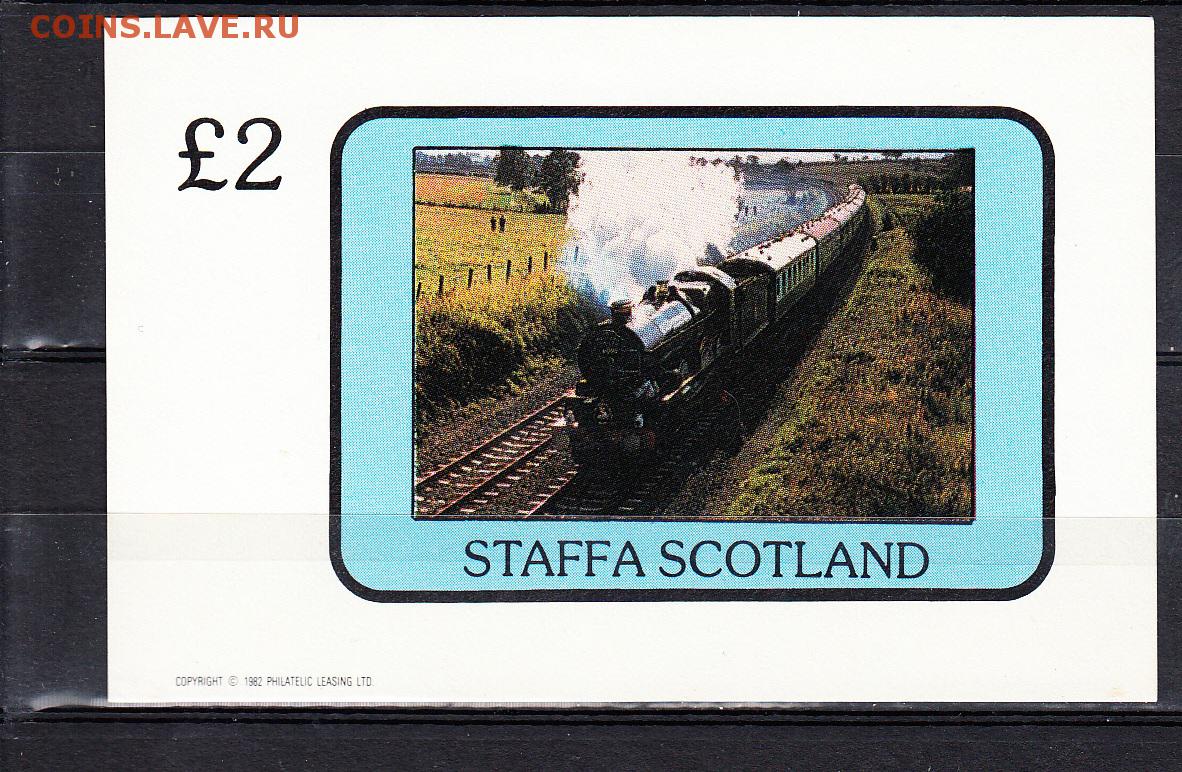 COINS.LAVE.RU
£2
STAFFA SCOTLAND
COPYRIGHT © 1982 PHILATELIC LEASING LTD.